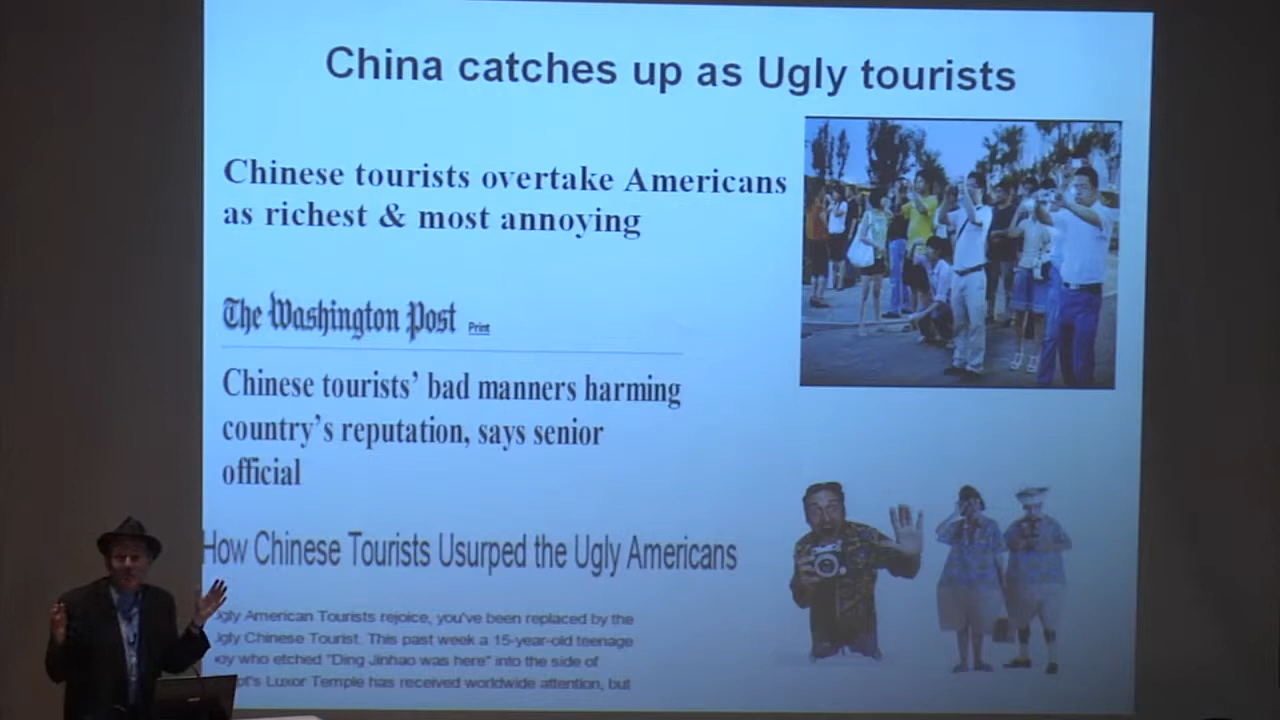 China catches up as Ugly tourists
Chinese tourists overtake Americans
as richest & most annoying
The Washington Post Print
Chinese tourists’ bad manners harming
country’s reputation, says senior
official
How Chinese Tourists Usurped the Ugly Americans
American Tourists rejoice, you've been replaced by the
Chinese Tourist. This past week a 15-year-old teenage
who etched "Ding Jinhao was here" into the side of
Luxor Temple has received worldwide attention, but